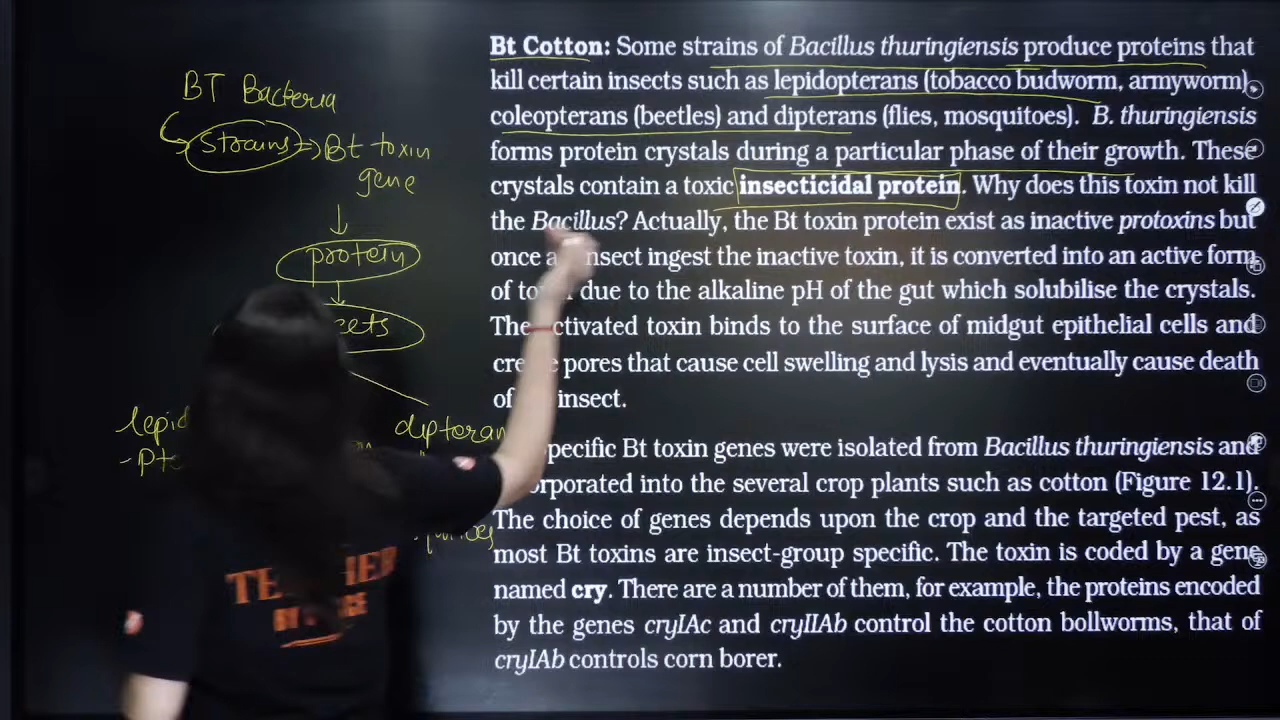 BT Bacteria
Strains => Bt toxin
gene
protein
dipteran
Bt Cotton: Some strains of Bacillus thuringiensis produce proteins that
kill certain insects such as lepidopterans (tobacco budworm, armyworm),
coleopterans (beetles) and dipterans (flies, mosquitoes). B. thuringiensis
forms protein crystals during a particular phase of their growth. These
crystals contain a toxic insecticidal protein. Why does this toxin not kill
the Bacillus? Actually, the Bt toxin protein exist as inactive protoxins but
once insect ingest the inactive toxin, it is converted into an active form
of due to the alkaline pH of the gut which solubilise the crystals.
The activated toxin binds to the surface of midgut epithelial cells and
create pores that cause cell swelling and lysis and eventually cause death
of insect.
specific Bt toxin genes were isolated from Bacillus thuringiensis and
incorporated into the several crop plants such as cotton (Figure 12.1).
The choice of genes depends upon the crop and the targeted pest, as
most Bt toxins are insect-group specific. The toxin is coded by a gene
named cry. There are a number of them, for example, the proteins encoded
by the genes cryIAc and cryIIAb control the cotton bollworms, that of
cryIAb controls corn borer.